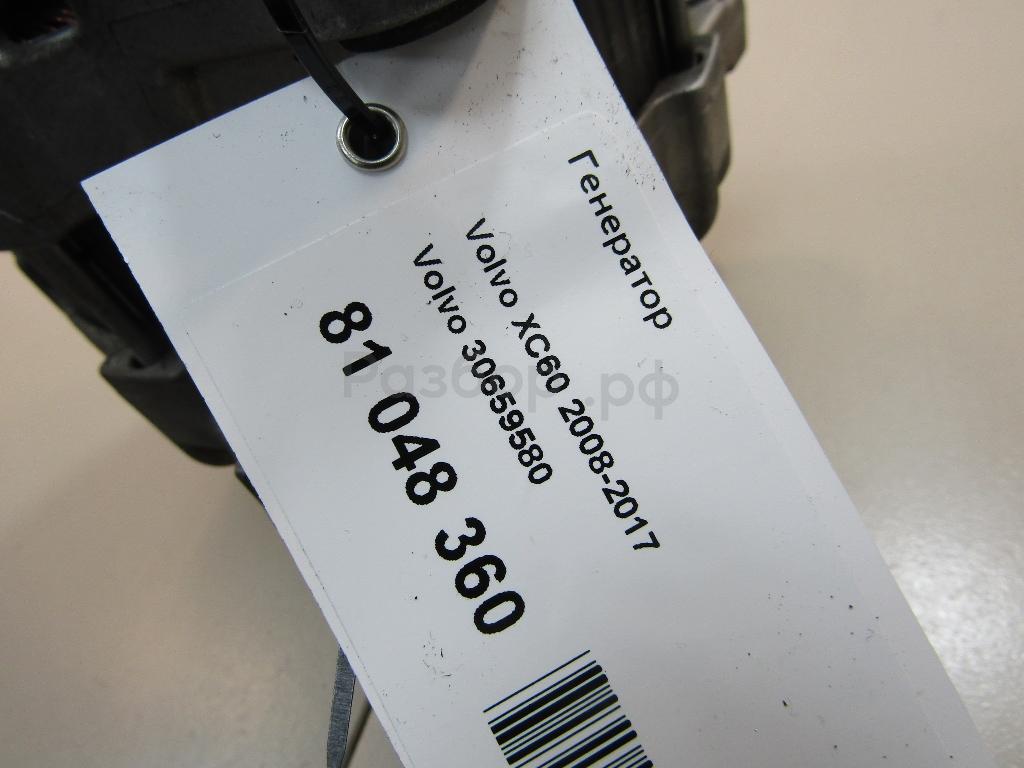 Генератор
Volvo XC60 2008-2017
Volvo 30659580
81 048 360
Разбор.рф